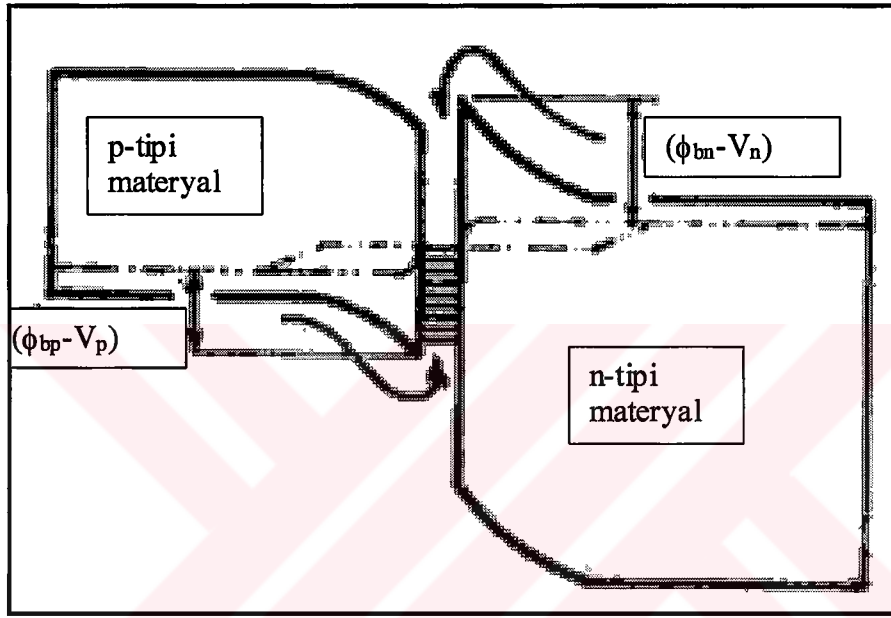 p-tipi
materyal
(ϕbn-Vn)
(ϕbp-Vp)
n-tipi
materyal